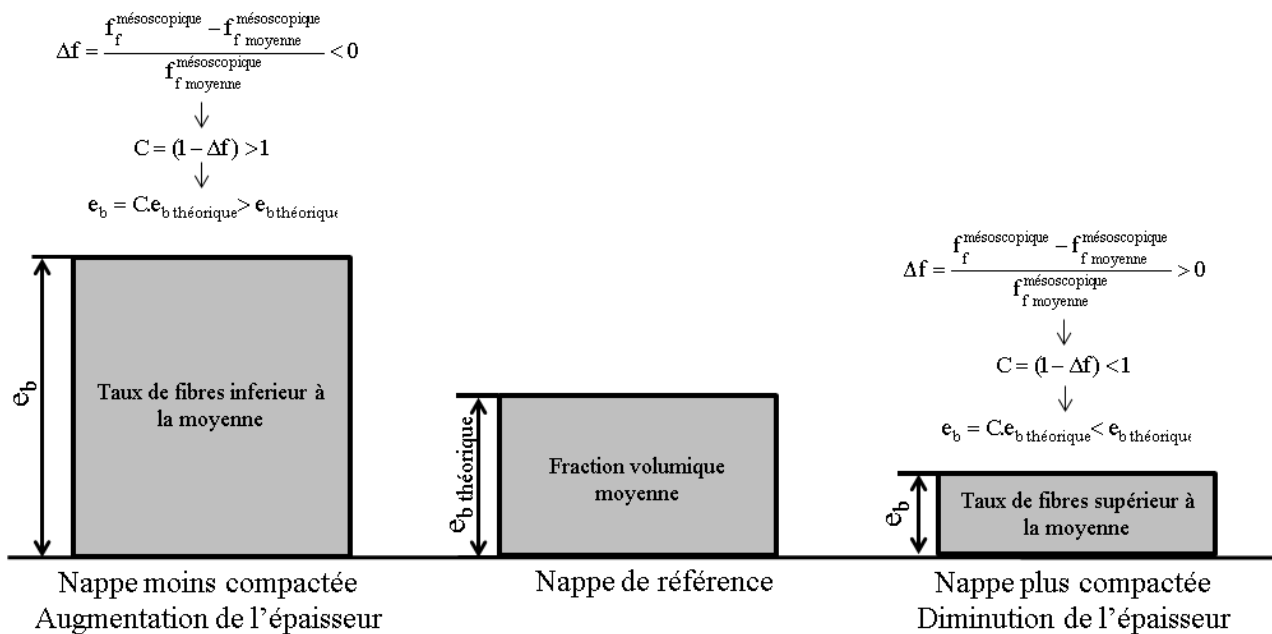 Δf = (f_f^mésoscopique − f_f moyenne^mésoscopique) / f_f moyenne^mésoscopique < 0
↓
C = (1 − Δf) > 1
↓
e_b = C.e_b théorique > e_b théorique
e_b
Taux de fibres inferieur à
la moyenne
Nappe moins compactée
Augmentation de l’épaisseur
e_b théorique
Fraction volumique
moyenne
Nappe de référence
Δf = (f_f^mésoscopique − f_f moyenne^mésoscopique) / f_f moyenne^mésoscopique > 0
↓
C = (1 − Δf) < 1
↓
e_b = C.e_b théorique < e_b théorique
e_b
Taux de fibres supérieur à
la moyenne
Nappe plus compactée
Diminution de l’épaisseur